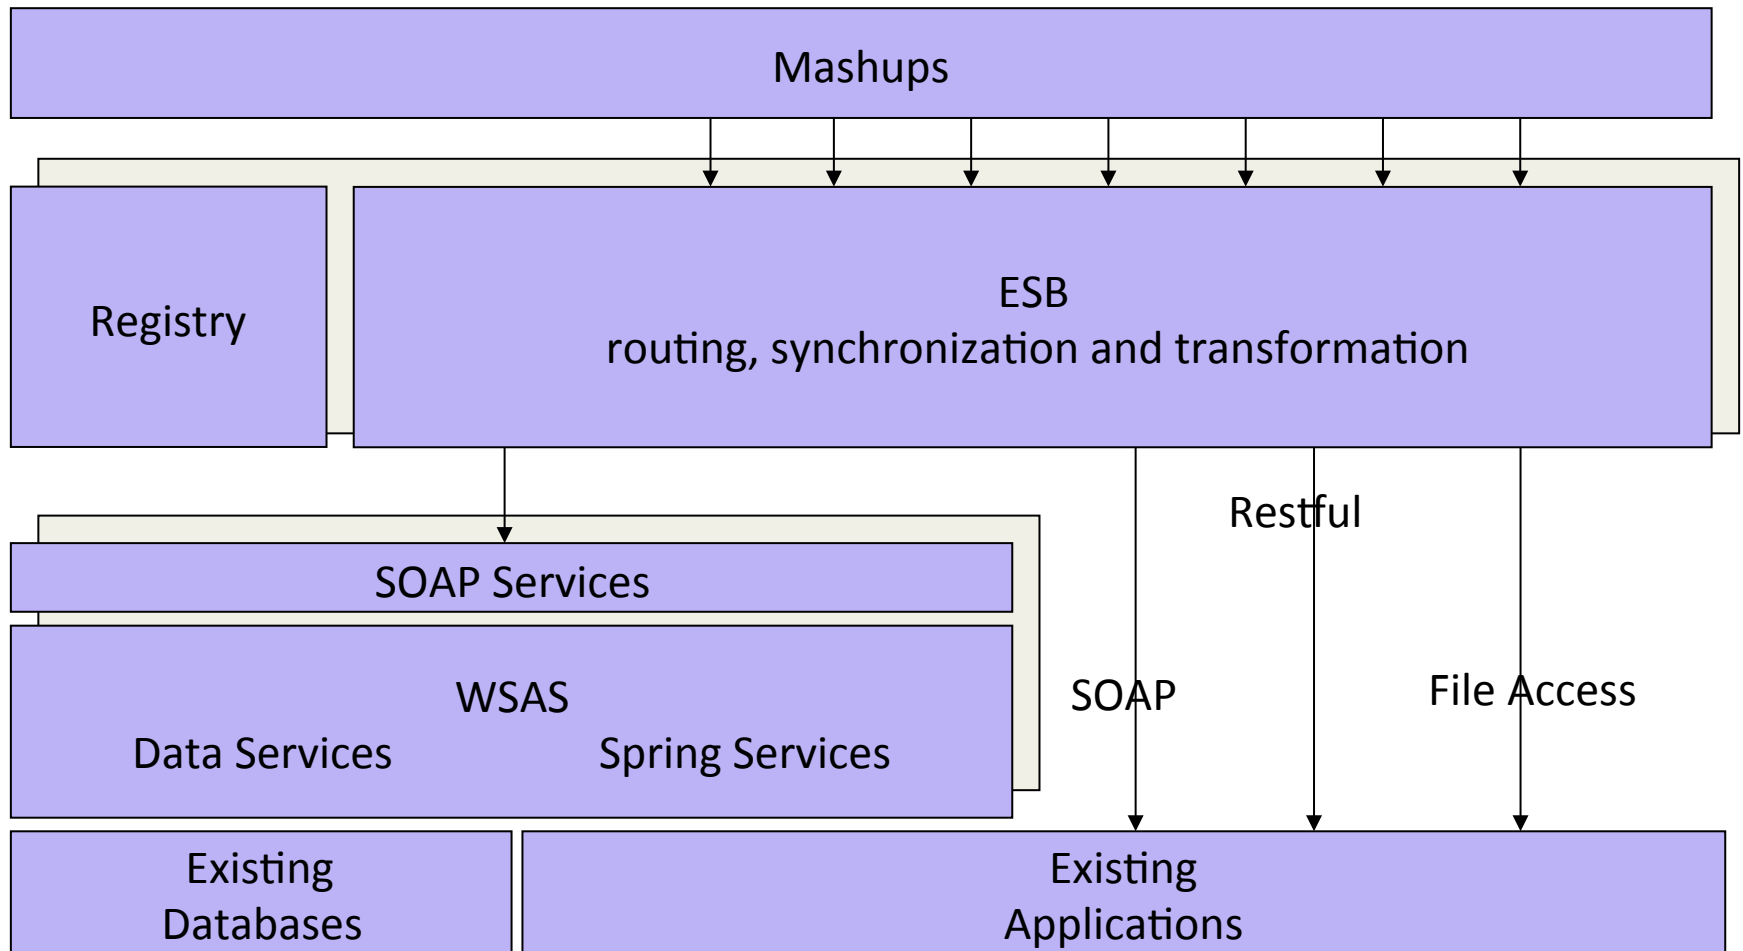 Mashups
Registry
ESB
routing, synchronization and transformation
Restful
SOAP Services
WSAS
Data Services Spring Services
SOAP
File Access
Existing
Databases
Existing
Applications